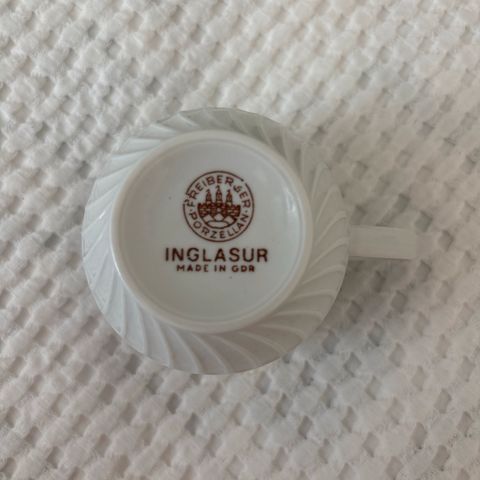 FREIBERGER
PORZELLAN
INGLASUR
MADE IN GDR